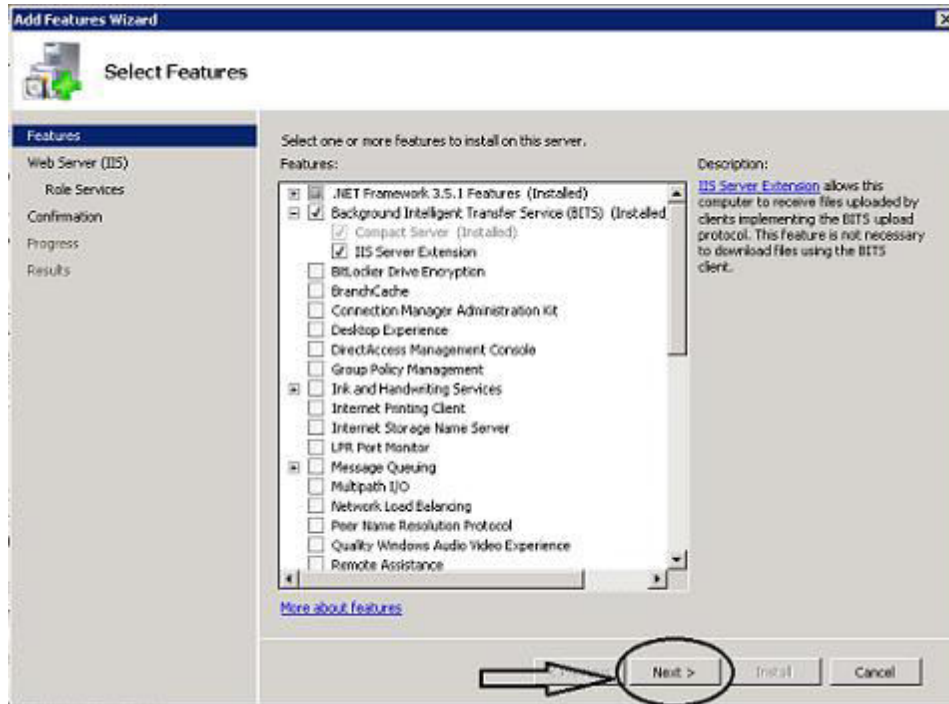 Add Features Wizard
Select Features
Features
Web Server (IIS)
Role Services
Confirmation
Progress
Results
Select one or more features to install on this server.
Features:
.NET Framework 3.5.1 Features (Installed)
Background Intelligent Transfer Service (BITS) (Installed
Compact Server (Installed)
IIS Server Extension
BitLocker Drive Encryption
BranchCache
Connection Manager Administration Kit
Desktop Experience
DirectAccess Management Console
Group Policy Management
Ink and Handwriting Services
Internet Printing Client
Internet Storage Name Server
LPR Port Monitor
Message Queuing
Multipath I/O
Network Load Balancing
Peer Name Resolution Protocol
Quality Windows Audio Video Experience
Remote Assistance
More about features
Description:
IIS Server Extension allows this
computer to receive files uploaded by
clients implementing the BITS upload
protocol. This feature is not necessary
to download files using the BITS
client.
Next >
Install
Cancel